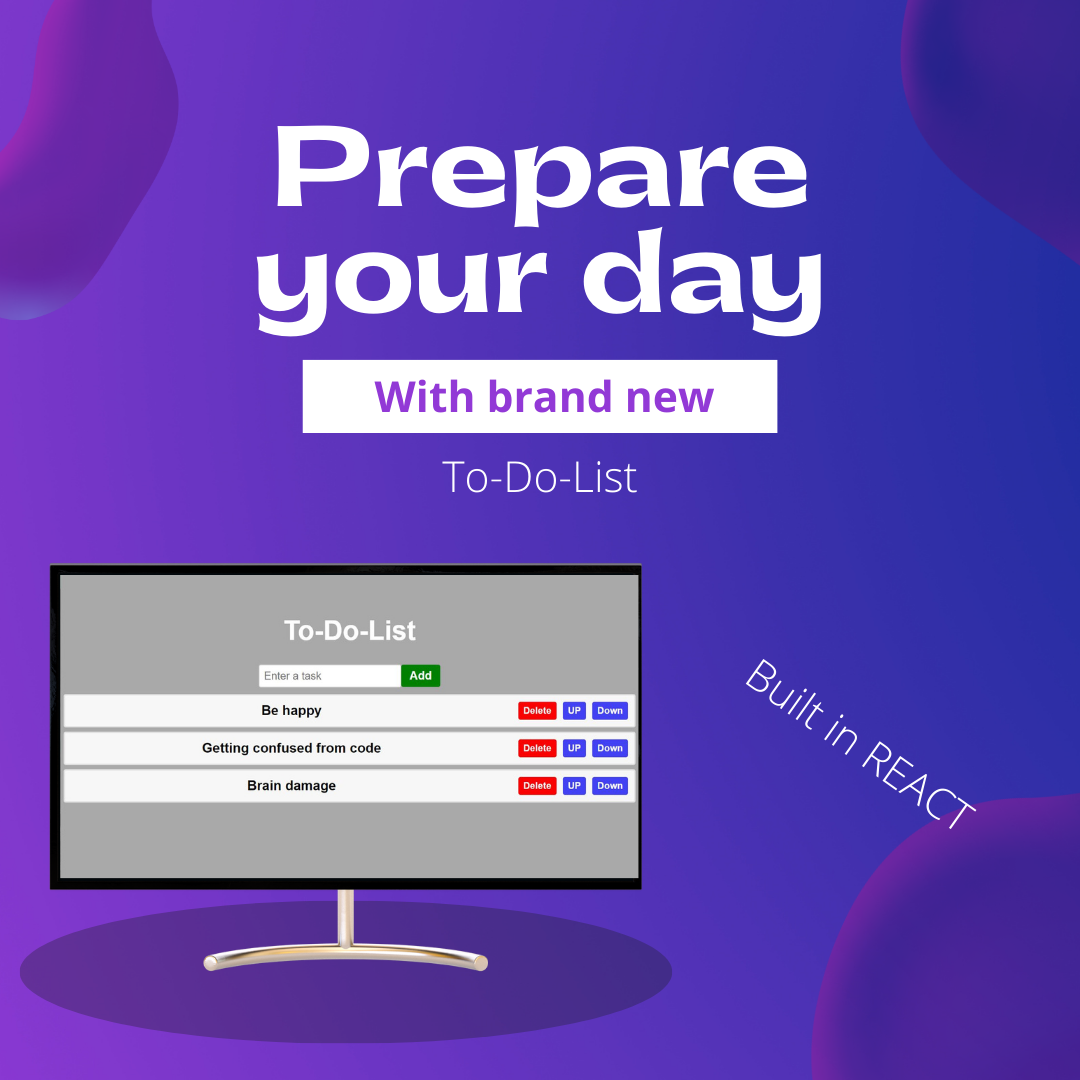 Prepare
your day
With brand new
To-Do-List
To-Do-List
Enter a task Add
Be happy Delete UP Down
Getting confused from code Delete UP Down
Brain damage Delete UP Down
Built in REACT